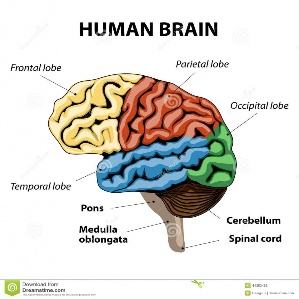 HUMAN BRAIN
Frontal lobe
Parietal lobe
Occipital lobe
Temporal lobe
Pons
Medulla
oblongata
Cerebellum
Spinal cord
Download from
Dreamstime.com